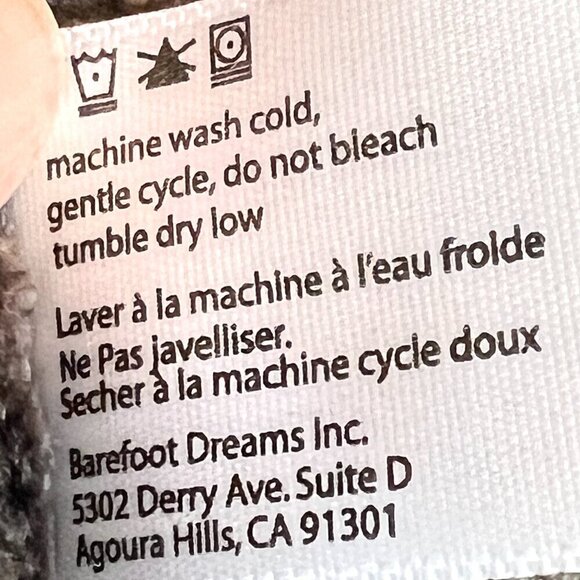 machine wash cold,
gentle cycle, do not bleach
tumble dry low
Laver à la machine à l'eau froide
Ne Pas javelliser.
Secher à la machine cycle doux
Barefoot Dreams Inc.
5302 Derry Ave. Suite D
Agoura Hills, CA 91301